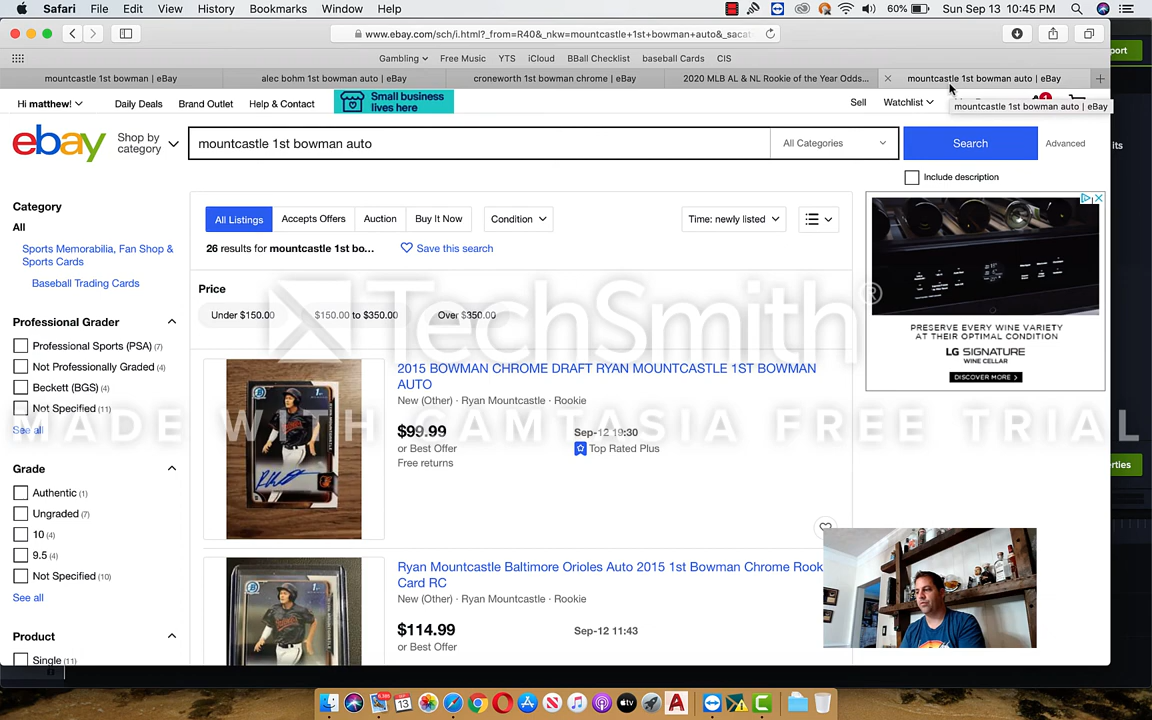 Safari File Edit View History Bookmarks Window Help 60% Sun Sep 13 10:45 PM
www.ebay.com/sch/i.html?_from=R40&_nkw=mountcastle+1st+bowman+auto&_sacat
Gambling Free Music YTS iCloud BBall Checklist baseball Cards CIS
mountcastle 1st bowman | eBay alec bohm 1st bowman auto | eBay croneworth 1st bowman chrome | eBay 2020 MLB AL & NL Rookie of the Year Odds... mountcastle 1st bowman auto | eBay
port
Hi matthew! Daily Deals Brand Outlet Help & Contact Small business lives here Sell Watchlist 1
mountcastle 1st bowman auto | eBay
ebay Shop by category mountcastle 1st bowman auto All Categories Search Advanced
its
Include description
Category
All
Sports Memorabilia, Fan Shop & Sports Cards
Baseball Trading Cards
All Listings Accepts Offers Auction Buy It Now Condition Time: newly listed
26 results for mountcastle 1st bo... Save this search
Price
Under $150.00 $150.00 to $350.00 Over $350.00
TechSmith®
MADE WITH CAMTASIA FREE TRIAL
Professional Grader
Professional Sports (PSA) (7)
Not Professionally Graded (4)
Beckett (BGS) (4)
Not Specified (11)
See all
Grade
Authentic (1)
Ungraded (7)
10 (4)
9.5 (4)
Not Specified (10)
See all
Product
Single (11)
2015 BOWMAN CHROME DRAFT RYAN MOUNTCASTLE 1ST BOWMAN
AUTO
New (Other) · Ryan Mountcastle · Rookie
$99.99 Sep-12 19:30
or Best Offer Top Rated Plus
Free returns
Ryan Mountcastle Baltimore Orioles Auto 2015 1st Bowman Chrome Rook
Card RC
New (Other) · Ryan Mountcastle · Rookie
$114.99 Sep-12 11:43
or Best Offer
PRESERVE EVERY WINE VARIETY
AT THEIR OPTIMAL CONDITION
LG SIGNATURE
WINE CELLAR
DISCOVER MORE >
rties